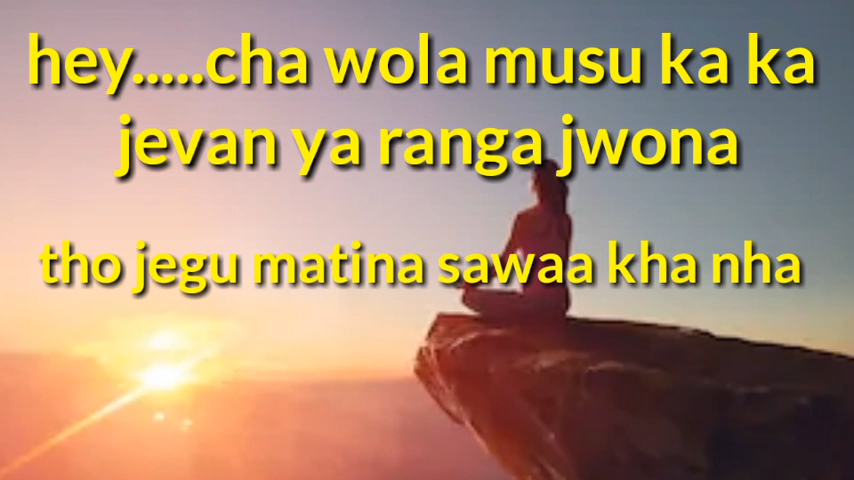 hey.....cha wola musu ka ka
jevan ya ranga jwona
tho jegu matina sawaa kha nha